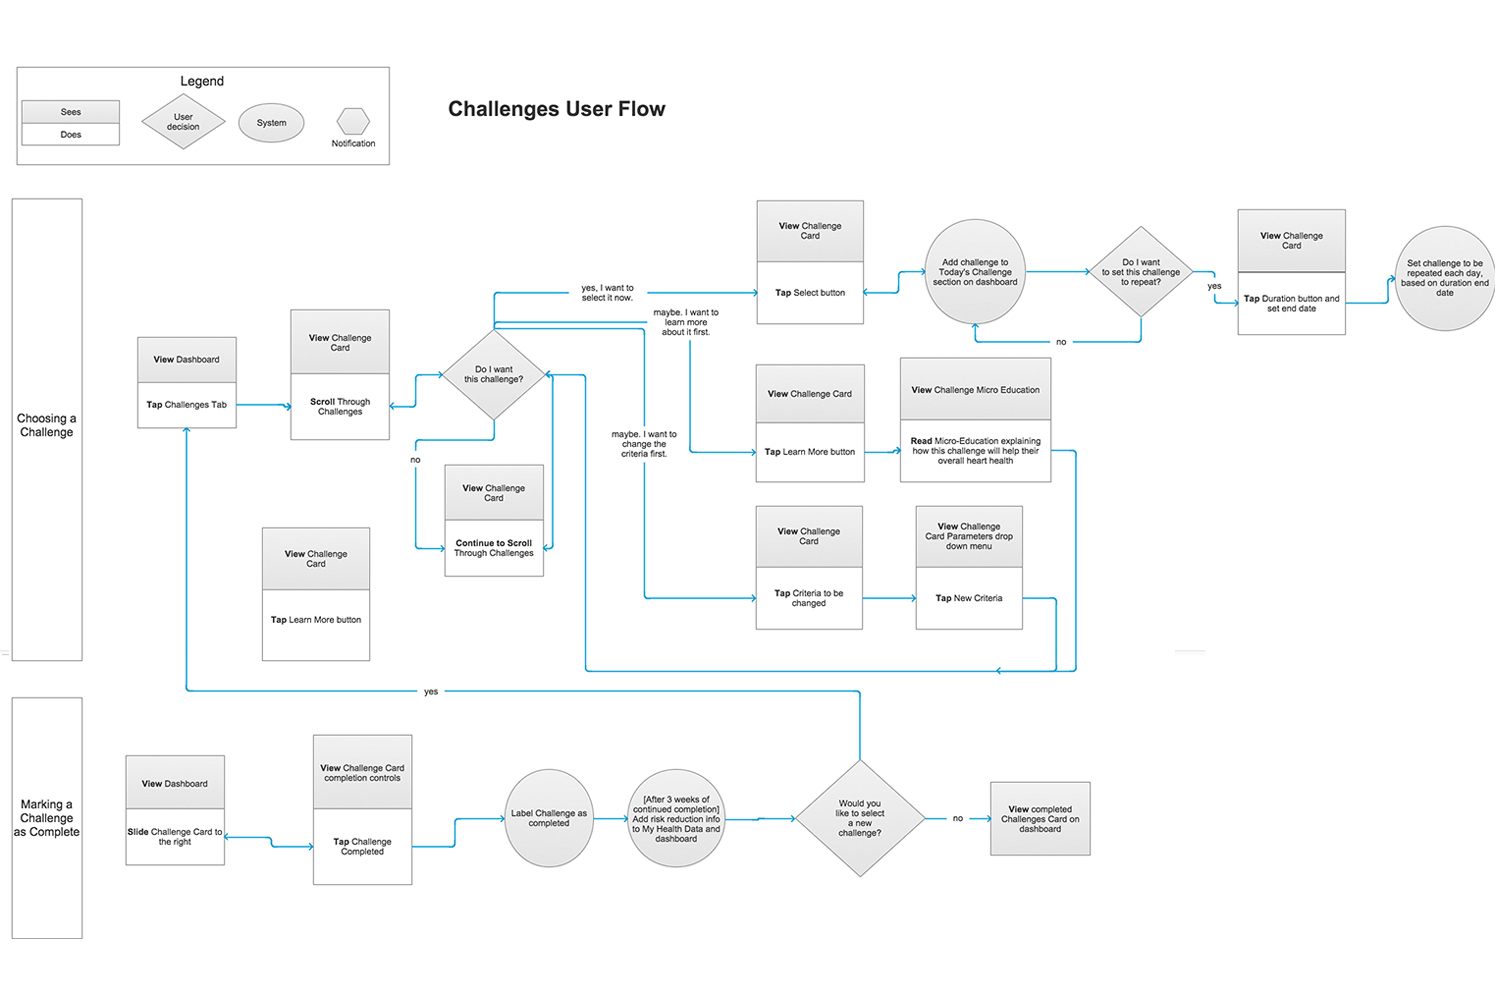 Legend
Sees
Does
User
decision
System
Notification
Challenges User Flow
Choosing a
Challenge
View Dashboard
Tap Challenges Tab
View Challenge
Card
Scroll Through
Challenges
Do I want
this challenge?
no
View Challenge
Card
Continue to Scroll
Through Challenges
View Challenge
Card
Tap Learn More button
yes, I want to
select it now.
maybe. I want to
learn more
about it first.
maybe. I want to
change the
criteria first.
View Challenge
Card
Tap Select button
Add challenge to
Today's Challenge
section on dashboard
Do I want
to set this challenge
to repeat?
no
yes
View Challenge
Card
Tap Duration button and
set end date
Set challenge to be
repeated each day,
based on duration end
date
View Challenge Card
Tap Learn More button
View Challenge Micro Education
Read Micro-Education explaining
how this challenge will help their
overall heart health
View Challenge
Card
Tap Criteria to be
changed
View Challenge
Card Parameters drop
down menu
Tap New Criteria
yes
Marking a
Challenge
as Complete
View Dashboard
Slide Challenge Card to
the right
View Challenge Card
completion controls
Tap Challenge
Completed
Label Challenge as
completed
[After 3 weeks of
continued completion]
Add risk reduction info
to My Health Data and
dashboard
Would you
like to select
a new
challenge?
no
View completed
Challenges Card on
dashboard